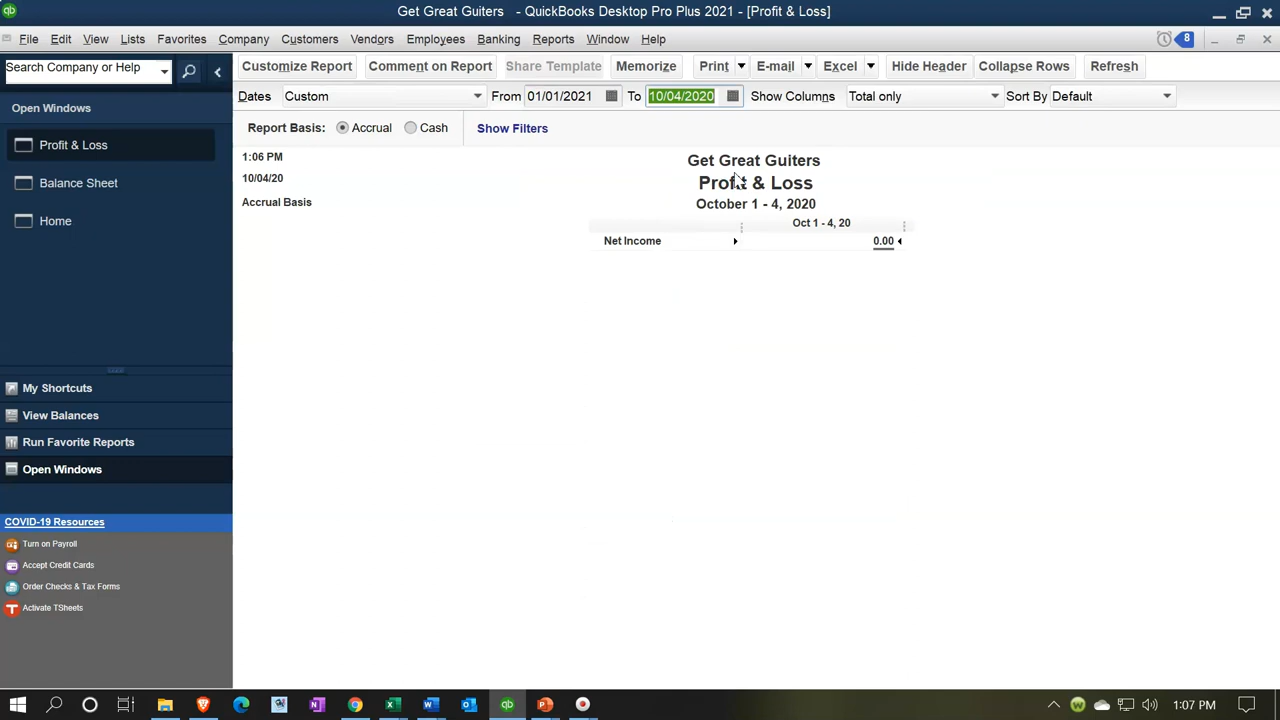 Get Great Guiters - QuickBooks Desktop Pro Plus 2021 - [Profit & Loss]
File Edit View Lists Favorites Company Customers Vendors Employees Banking Reports Window Help 8
Search Company or Help
Customize Report Comment on Report Share Template Memorize Print E-mail Excel Hide Header Collapse Rows Refresh
Dates Custom From 01/01/2021 To 10/04/2020 Show Columns Total only Sort By Default
Report Basis: Accrual Cash Show Filters
Open Windows
Profit & Loss
Balance Sheet
Home
My Shortcuts
View Balances
Run Favorite Reports
Open Windows
COVID-19 Resources
Turn on Payroll
Accept Credit Cards
Order Checks & Tax Forms
Activate TSheets
1:06 PM
10/04/20
Accrual Basis
Get Great Guiters
Profit & Loss
October 1 - 4, 2020
Oct 1 - 4, 20
Net Income 0.00
1:07 PM